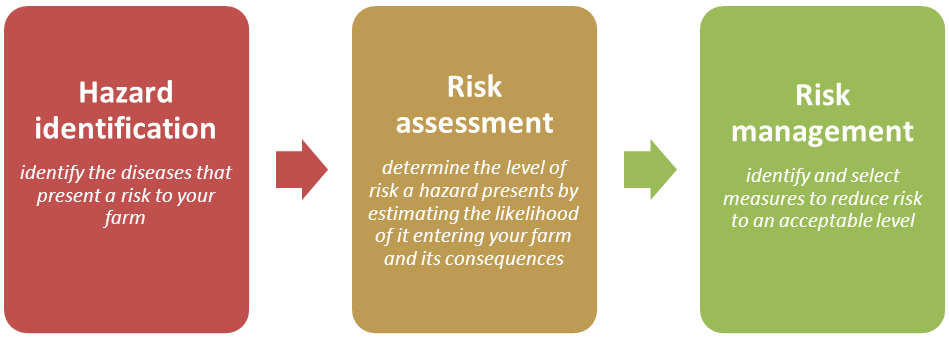 Hazard
identification
identify the diseases that
present a risk to your
farm
Risk
assessment
determine the level of
risk a hazard presents by
estimating the likelihood
of it entering your farm
and its consequences
Risk
management
identify and select
measures to reduce risk
to an acceptable level